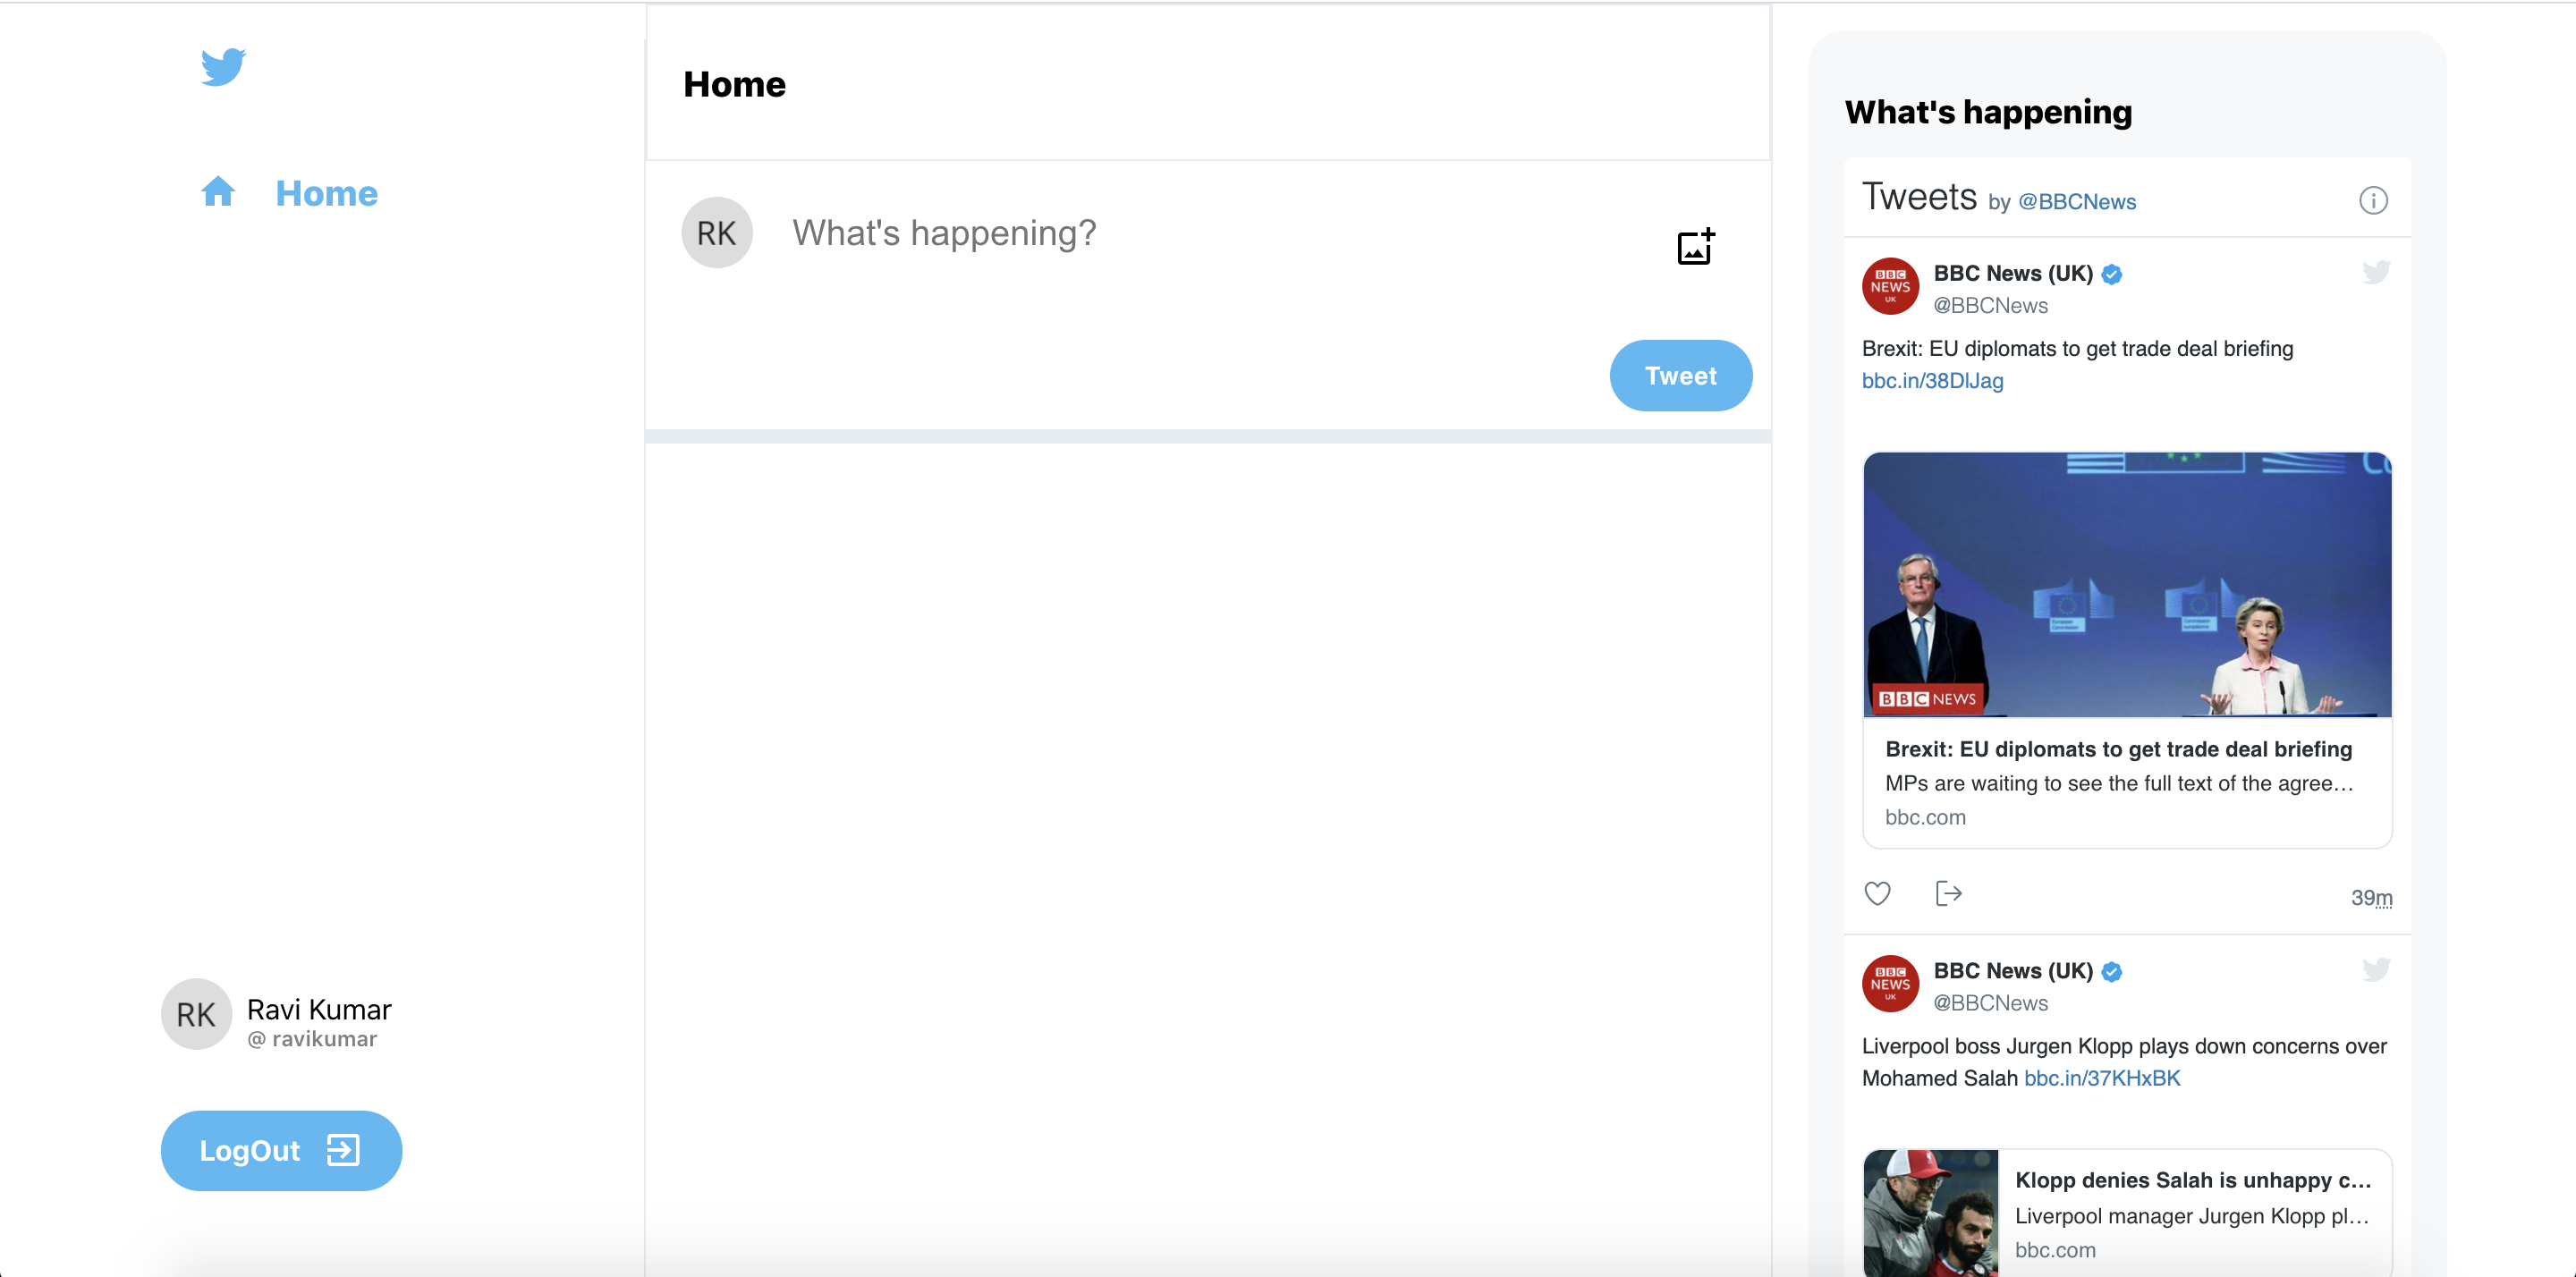 Home
LogOut
RK
Ravi Kumar
@ ravikumar
Home
RK
What's happening?
Tweet
What's happening
Tweets by @BBCNews
BBC NEWS UK
BBC News (UK)
@BBCNews
Brexit: EU diplomats to get trade deal briefing
bbc.in/38DlJag
BBC NEWS
Brexit: EU diplomats to get trade deal briefing
MPs are waiting to see the full text of the agree…
bbc.com
39m
BBC NEWS UK
BBC News (UK)
@BBCNews
Liverpool boss Jurgen Klopp plays down concerns over
Mohamed Salah bbc.in/37KHxBK
Klopp denies Salah is unhappy c…
Liverpool manager Jurgen Klopp pl…
bbc.com